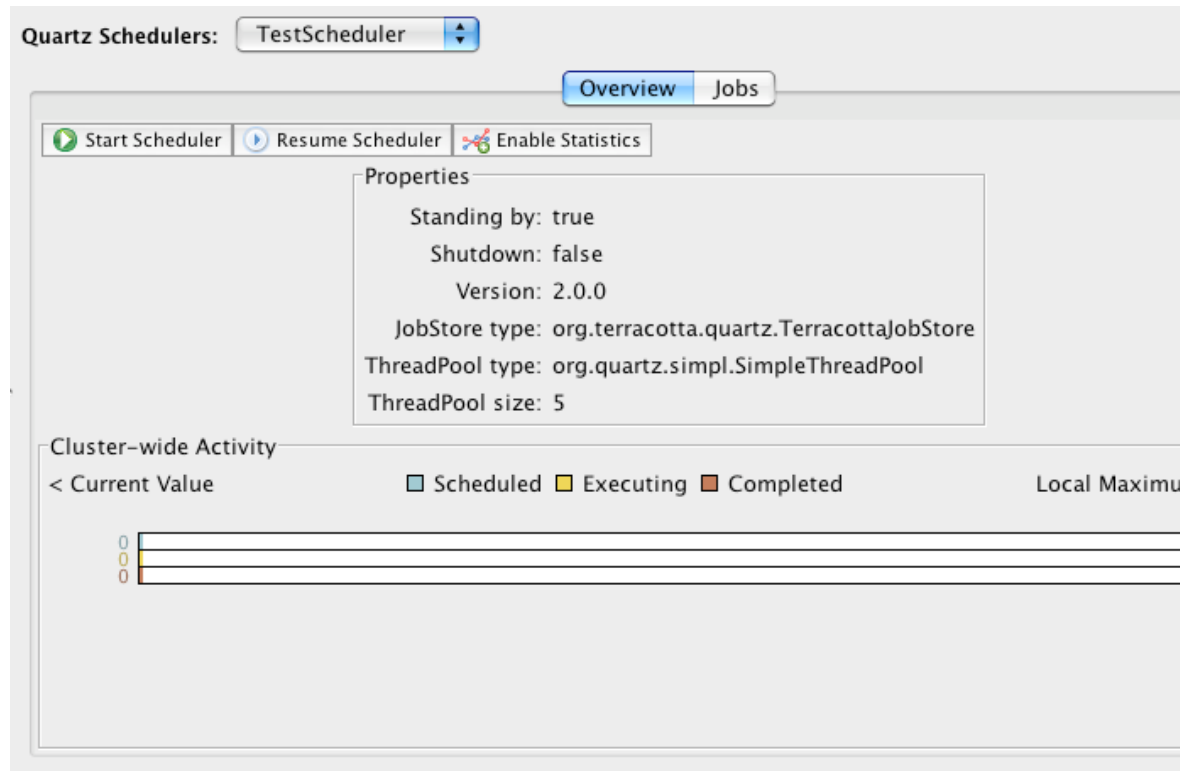 Quartz Schedulers: TestScheduler
Overview Jobs
Start Scheduler Resume Scheduler Enable Statistics
Properties
Standing by: true
Shutdown: false
Version: 2.0.0
JobStore type: org.terracotta.quartz.TerracottaJobStore
ThreadPool type: org.quartz.simpl.SimpleThreadPool
ThreadPool size: 5
Cluster-wide Activity
< Current Value Scheduled Executing Completed Local Maximu
0
0
0